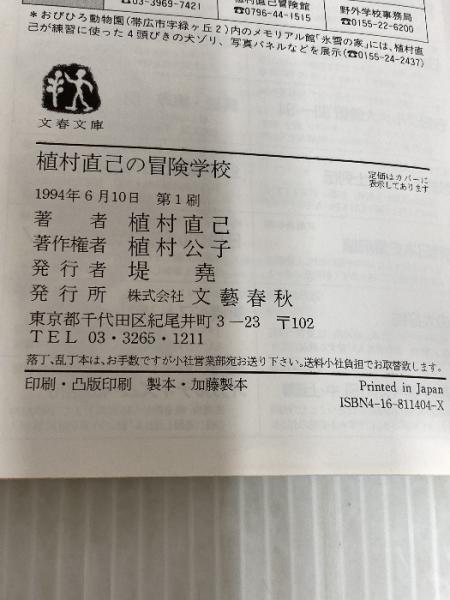 ☎03-3969-7421
植村直己冒険館
☎0796-44-1515
野外学校事務局
☎0155-22-6200
＊おびひろ動物園(帯広市字緑ヶ丘2)内のメモリアル館「氷雪の家」には、植村直
己が練習に使った4頭びきの犬ゾリ、写真パネルなどを展示(☎0155-24-2437)
文春文庫
植村直己の冒険学校
定価はカバーに
表示してあります
1994年6月10日 第1刷
著者 植村直己
著作権者 植村公子
発行者 堤堯
発行所 株式会社 文藝春秋
東京都千代田区紀尾井町3―23 〒102
TEL 03・3265・1211
落丁、乱丁本は、お手数ですが小社営業部宛お送り下さい。送料小社負担でお取替致します。
印刷・凸版印刷 製本・加藤製本
Printed in Japan
ISBN4-16-811404-X